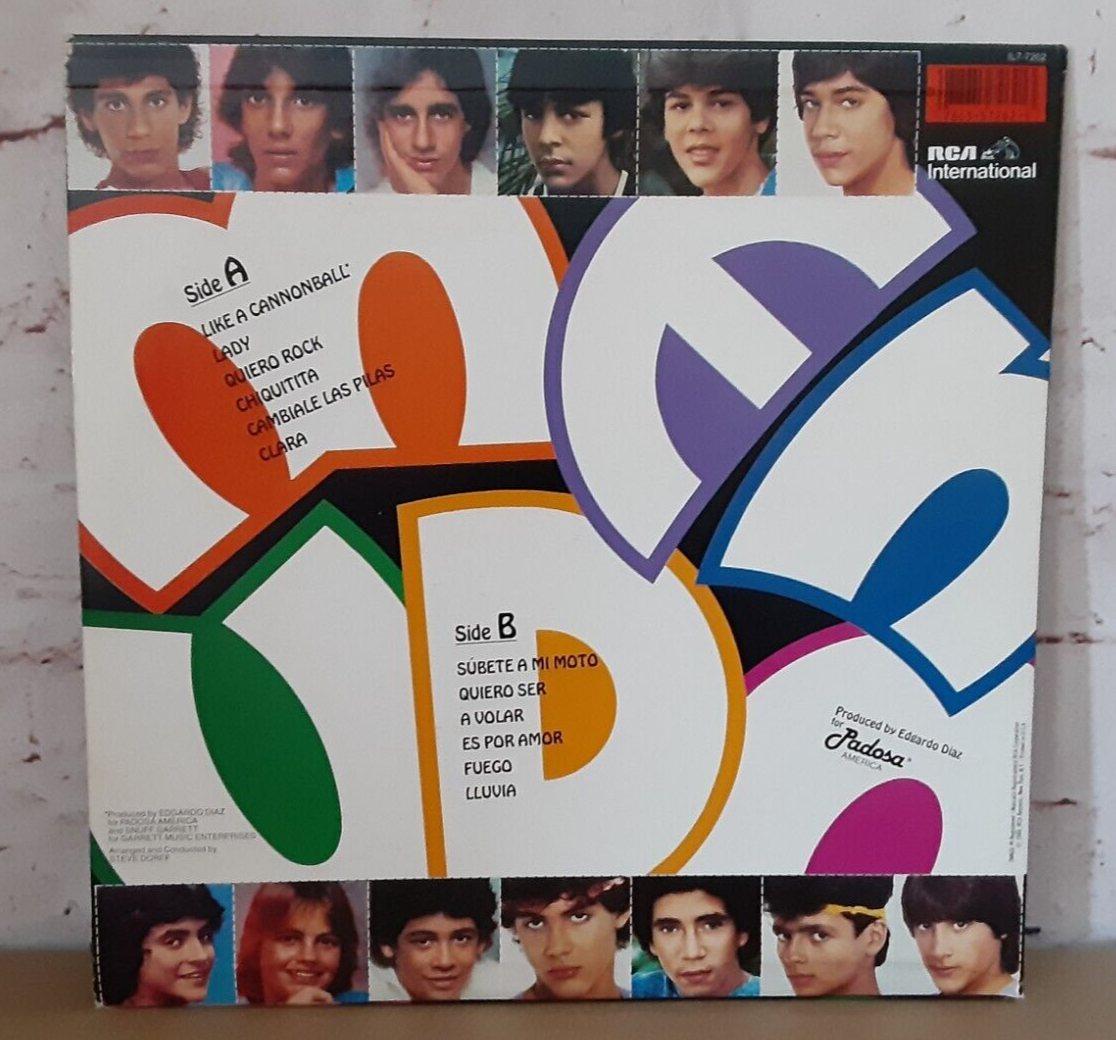 IL7-7202
RCA
International
Side A
LIKE A CANNONBALL*
LADY
QUIERO ROCK
CHIQUITITA
CAMBIALE LAS PILAS
CLARA
Side B
SÚBETE A MI MOTO
QUIERO SER
A VOLAR
ES POR AMOR
FUEGO
LLUVIA
Produced by Edgardo Diaz
for
Padosa*
AMERICA
*Produced by EDGARDO DIAZ
for PADOSA AMERICA
and SNUFF GARRETT
for GARRETT MUSIC ENTERPRISES
Arranged and Conducted by
STEVE DORFF